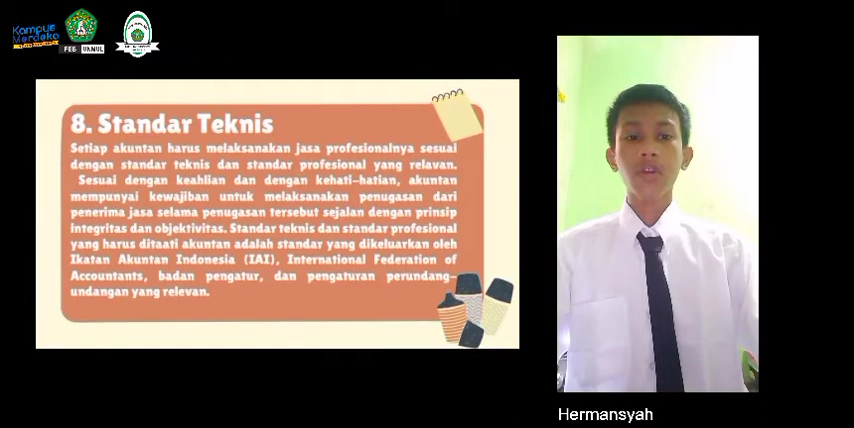 Kampus
Merdeka
FEB UNMUL
8. Standar Teknis
Setiap akuntan harus melaksanakan jasa profesionalnya sesuai
dengan standar teknis dan standar profesional yang relavan.
Sesuai dengan keahlian dan dengan kehati-hatian, akuntan
mempunyai kewajiban untuk melaksanakan penugasan dari
penerima jasa selama penugasan tersebut sejalan dengan prinsip
integritas dan objektivitas. Standar teknis dan standar profesional
yang harus ditaati akuntan adalah standar yang dikeluarkan oleh
Ikatan Akuntan Indonesia (IAI), International Federation of
Accountants, badan pengatur, dan pengaturan perundang-
undangan yang relevan.
Hermansyah